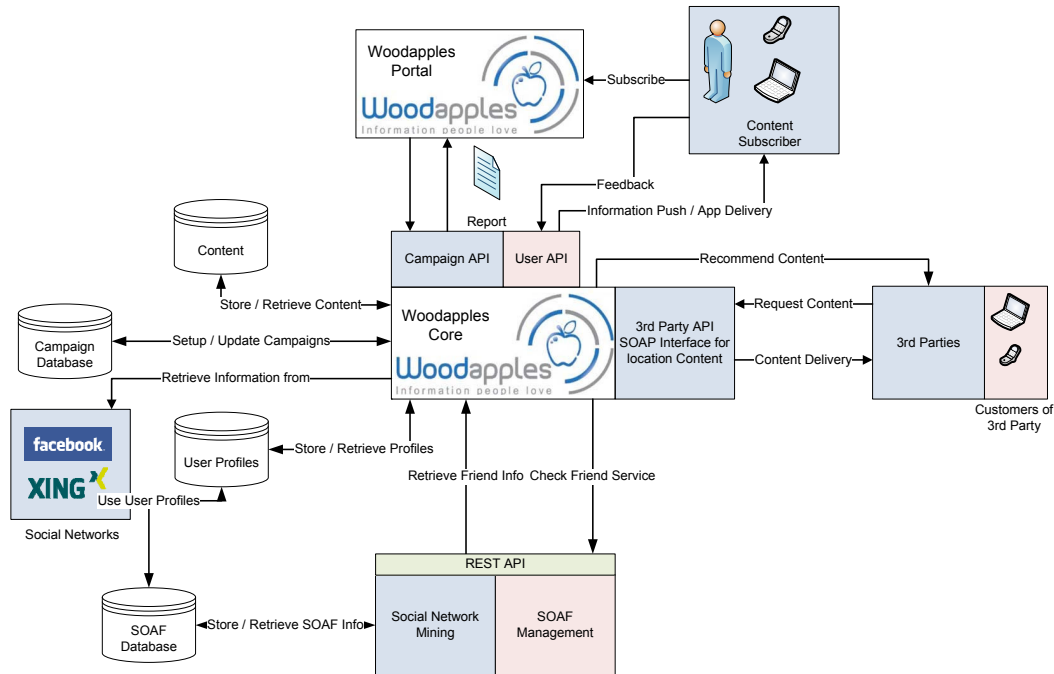 Woodapples
Portal
Woodapples
Information people love
Subscribe
Content
Subscriber
Feedback
Information Push / App Delivery
Report
Content
Campaign API
User API
Recommend Content
Store / Retrieve Content
Woodapples
Core
Woodapples
Information people love
3rd Party API
SOAP Interface for
location Content
Request Content
3rd Parties
Content Delivery
Customers of
3rd Party
Campaign
Database
Setup / Update Campaigns
Retrieve Information from
facebook
XING
Use User Profiles
Social Networks
User Profiles
Store / Retrieve Profiles
Retrieve Friend Info
Check Friend Service
REST API
Social Network
Mining
SOAF
Management
SOAF
Database
Store / Retrieve SOAF Info